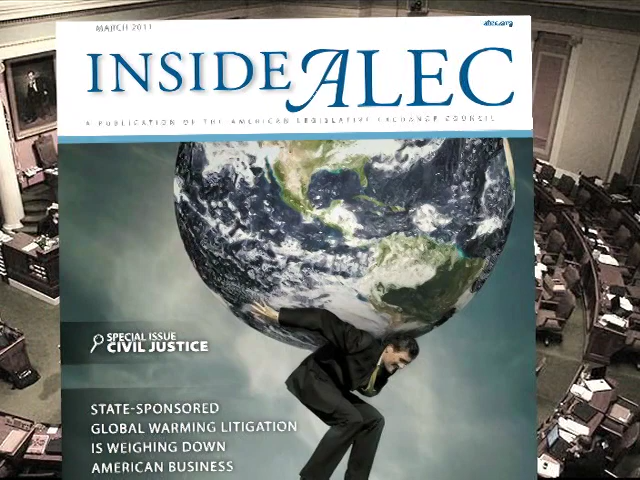 MARCH 2011
alec.org
INSIDE ALEC
A PUBLICATION OF THE AMERICAN LEGISLATIVE EXCHANGE COUNCIL
SPECIAL ISSUE
CIVIL JUSTICE
STATE-SPONSORED
GLOBAL WARMING LITIGATION
IS WEIGHING DOWN
AMERICAN BUSINESS